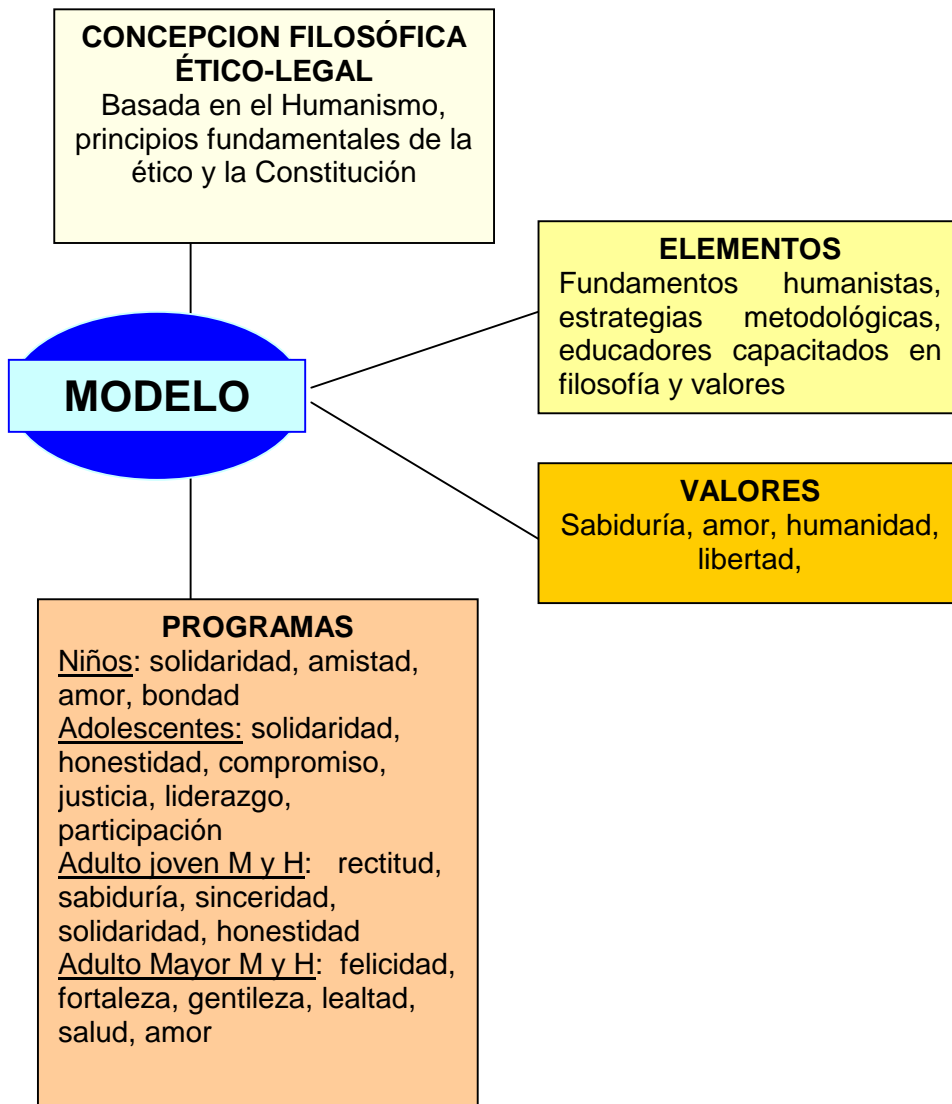 CONCEPCION FILOSÓFICA
ÉTICO-LEGAL
Basada en el Humanismo,
principios fundamentales de la
ético y la Constitución
ELEMENTOS
Fundamentos humanistas,
estrategias metodológicas,
educadores capacitados en
filosofía y valores
MODELO
VALORES
Sabiduría, amor, humanidad,
libertad,
PROGRAMAS
Niños: solidaridad, amistad,
amor, bondad
Adolescentes: solidaridad,
honestidad, compromiso,
justicia, liderazgo,
participación
Adulto joven M y H: rectitud,
sabiduría, sinceridad,
solidaridad, honestidad
Adulto Mayor M y H: felicidad,
fortaleza, gentileza, lealtad,
salud, amor